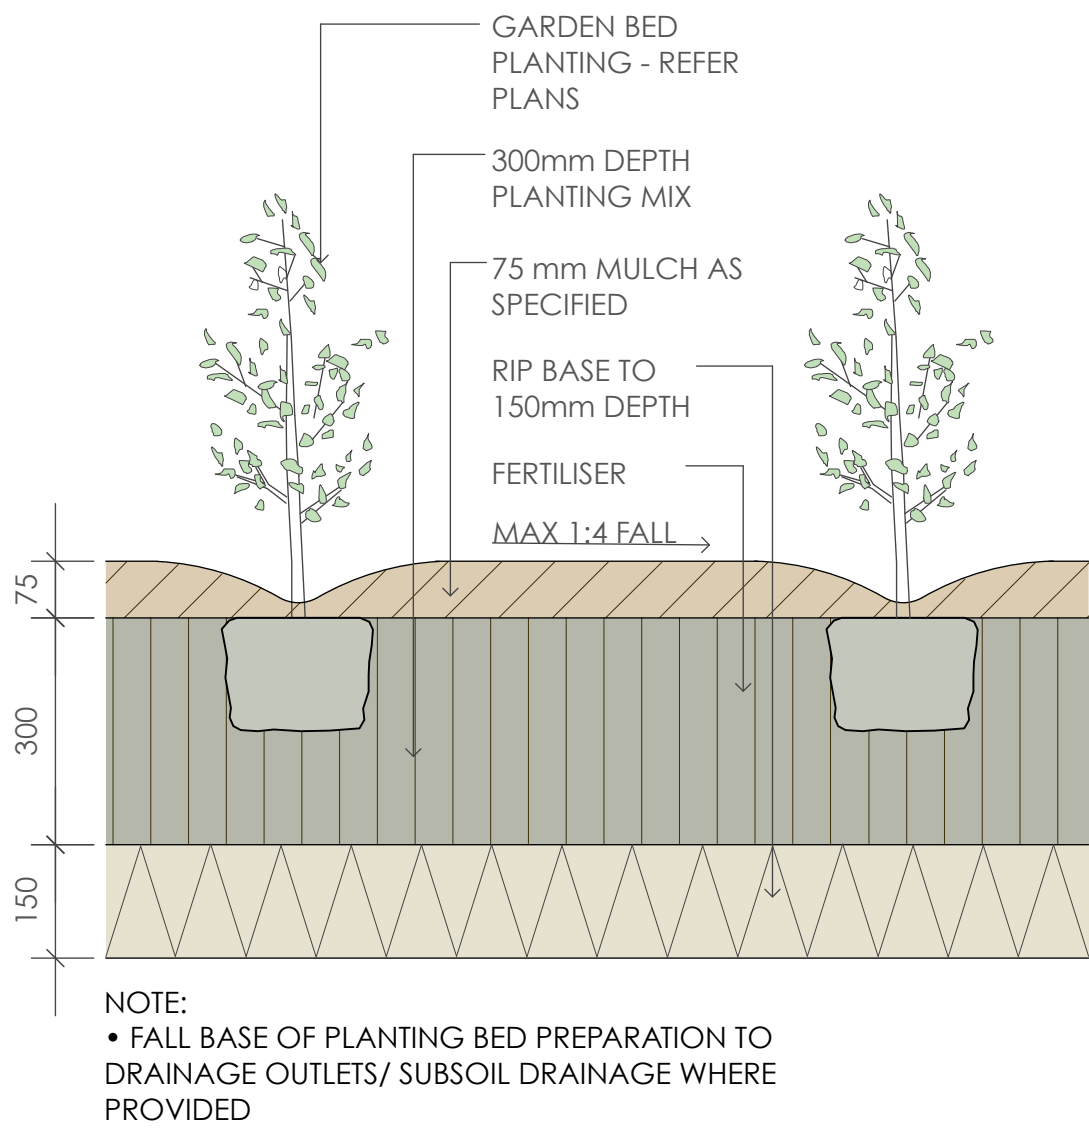 GARDEN BED
PLANTING - REFER
PLANS
300mm DEPTH
PLANTING MIX
75 mm MULCH AS
SPECIFIED
RIP BASE TO
150mm DEPTH
FERTILISER
MAX 1:4 FALL
75
300
150
NOTE:
• FALL BASE OF PLANTING BED PREPARATION TO
DRAINAGE OUTLETS/ SUBSOIL DRAINAGE WHERE
PROVIDED